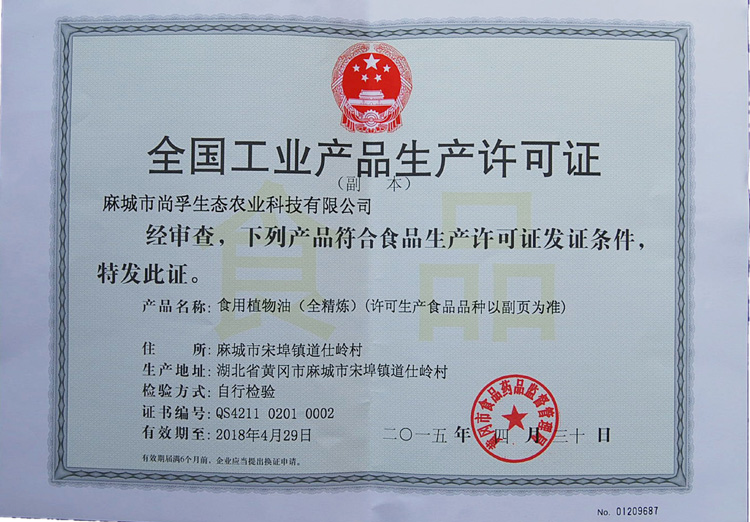 全国工业产品生产许可证
（副 本）
麻城市尚孚生态农业科技有限公司
经审查，下列产品符合食品生产许可证发证条件，
特发此证。
食品
产品名称：食用植物油（全精炼）(许可生产食品品种以副页为准)
住 所：麻城市宋埠镇道仕岭村
生产地址：湖北省黄冈市麻城市宋埠镇道仕岭村
检验方式：自行检验
证书编号：QS4211 0201 0002
有效期至：2018年4月29日
二〇一五 年 四 月 三十 日
黄冈市食品药品监督管理局
有效期届满6个月前，企业应当提出换证申请。
No. 01209687